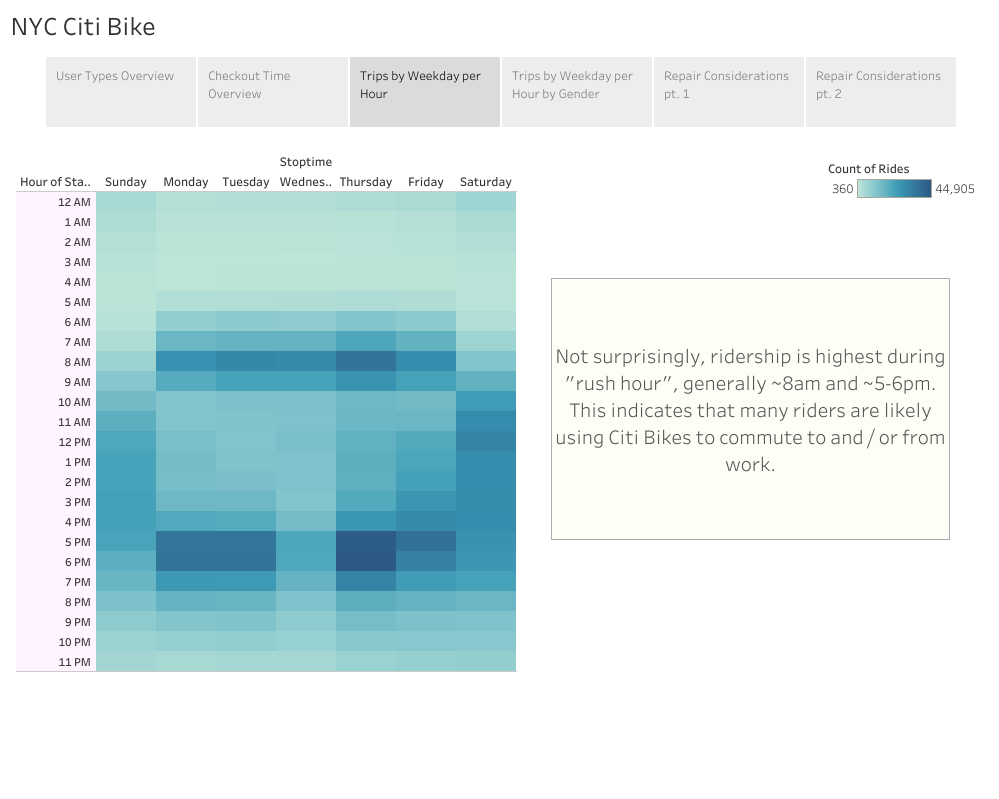 NYC Citi Bike
User Types Overview
Checkout Time
Overview
Trips by Weekday per
Hour
Trips by Weekday per
Hour by Gender
Repair Considerations
pt. 1
Repair Considerations
pt. 2
Stoptime
Hour of Sta.. Sunday Monday Tuesday Wednes.. Thursday Friday Saturday
12 AM
1 AM
2 AM
3 AM
4 AM
5 AM
6 AM
7 AM
8 AM
9 AM
10 AM
11 AM
12 PM
1 PM
2 PM
3 PM
4 PM
5 PM
6 PM
7 PM
8 PM
9 PM
10 PM
11 PM
Count of Rides
360 44,905
Not surprisingly, ridership is highest during
"rush hour", generally ~8am and ~5-6pm.
This indicates that many riders are likely
using Citi Bikes to commute to and / or from
work.